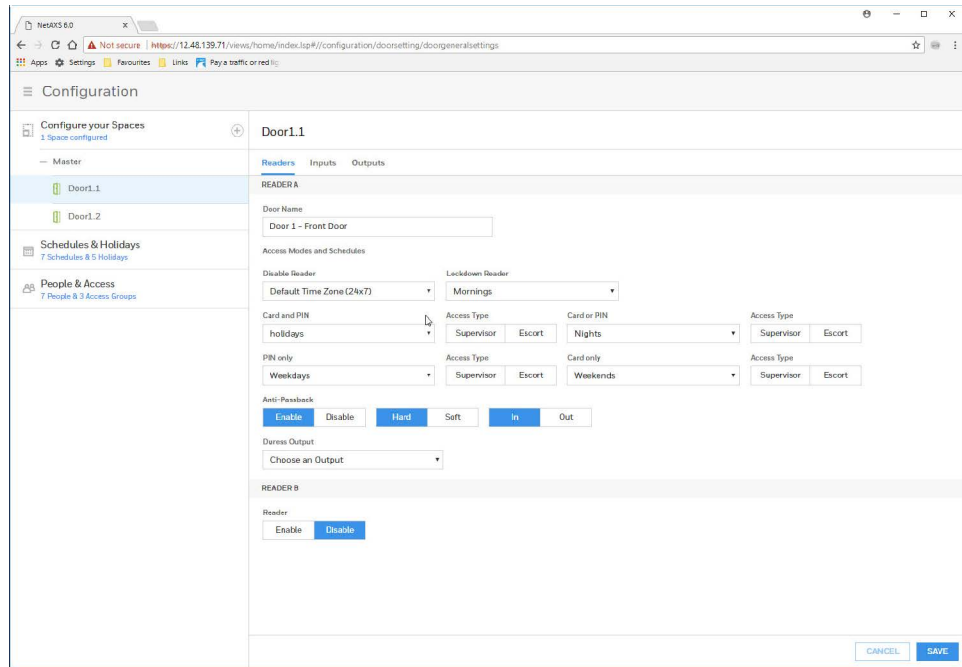 NetAXS 6.0 x
Not secure | https://12.48.139.71/views/home/index.lsp#//configuration/doorsetting/doorgeneralsettings
Apps Settings Favourites Links Pay a traffic or red lig
Configuration
Configure your Spaces
1 Space configured
Master
Door1.1
Door1.2
Schedules & Holidays
7 Schedules & 5 Holidays
People & Access
7 People & 3 Access Groups
Door1.1
Readers Inputs Outputs
READER A
Door Name
Door 1 - Front Door
Access Modes and Schedules
Disable Reader Lockdown Reader
Default Time Zone (24x7) Mornings
Card and PIN Access Type Card or PIN Access Type
holidays Supervisor Escort Nights Supervisor Escort
PIN only Access Type Card only Access Type
Weekdays Supervisor Escort Weekends Supervisor Escort
Anti-Passback
Enable Disable Hard Soft In Out
Duress Output
Choose an Output
READER B
Reader
Enable Disable
CANCEL SAVE